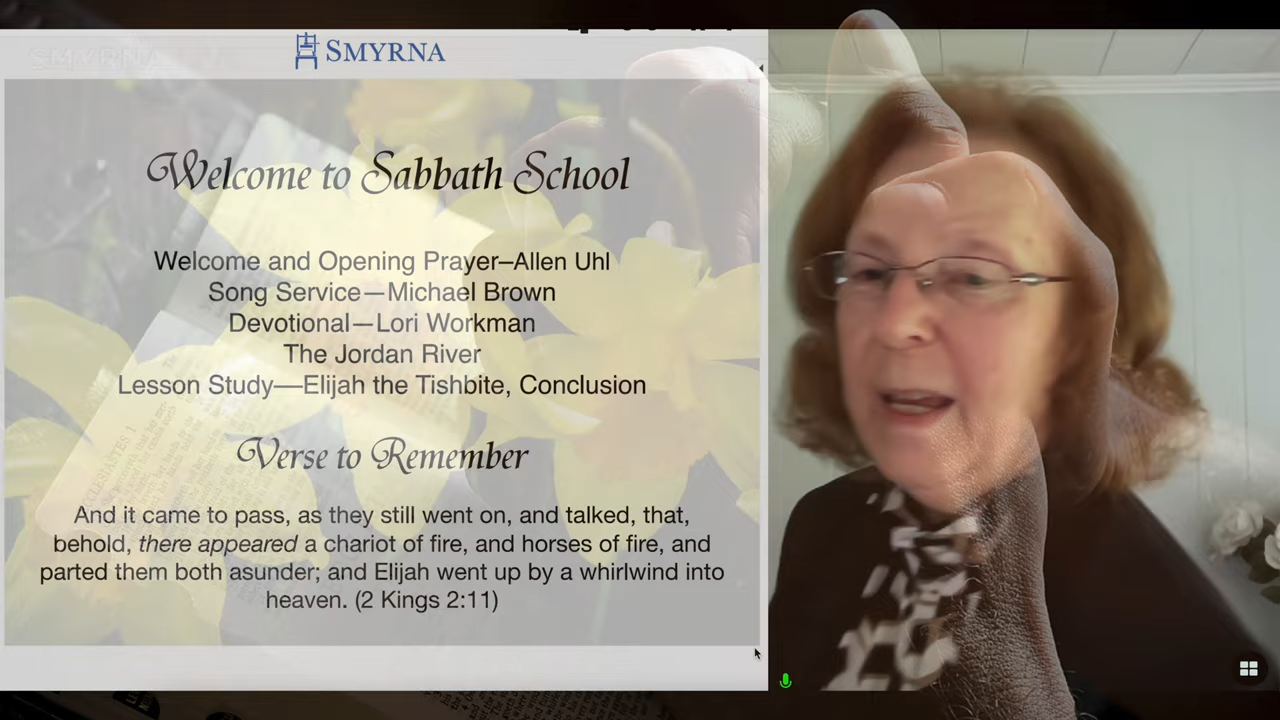 SMYRNA
Welcome to Sabbath School
Welcome and Opening Prayer–Allen Uhl
Song Service—Michael Brown
Devotional—Lori Workman
The Jordan River
Lesson Study—Elijah the Tishbite, Conclusion
Verse to Remember
And it came to pass, as they still went on, and talked, that,
behold, there appeared a chariot of fire, and horses of fire, and
parted them both asunder; and Elijah went up by a whirlwind into
heaven. (2 Kings 2:11)